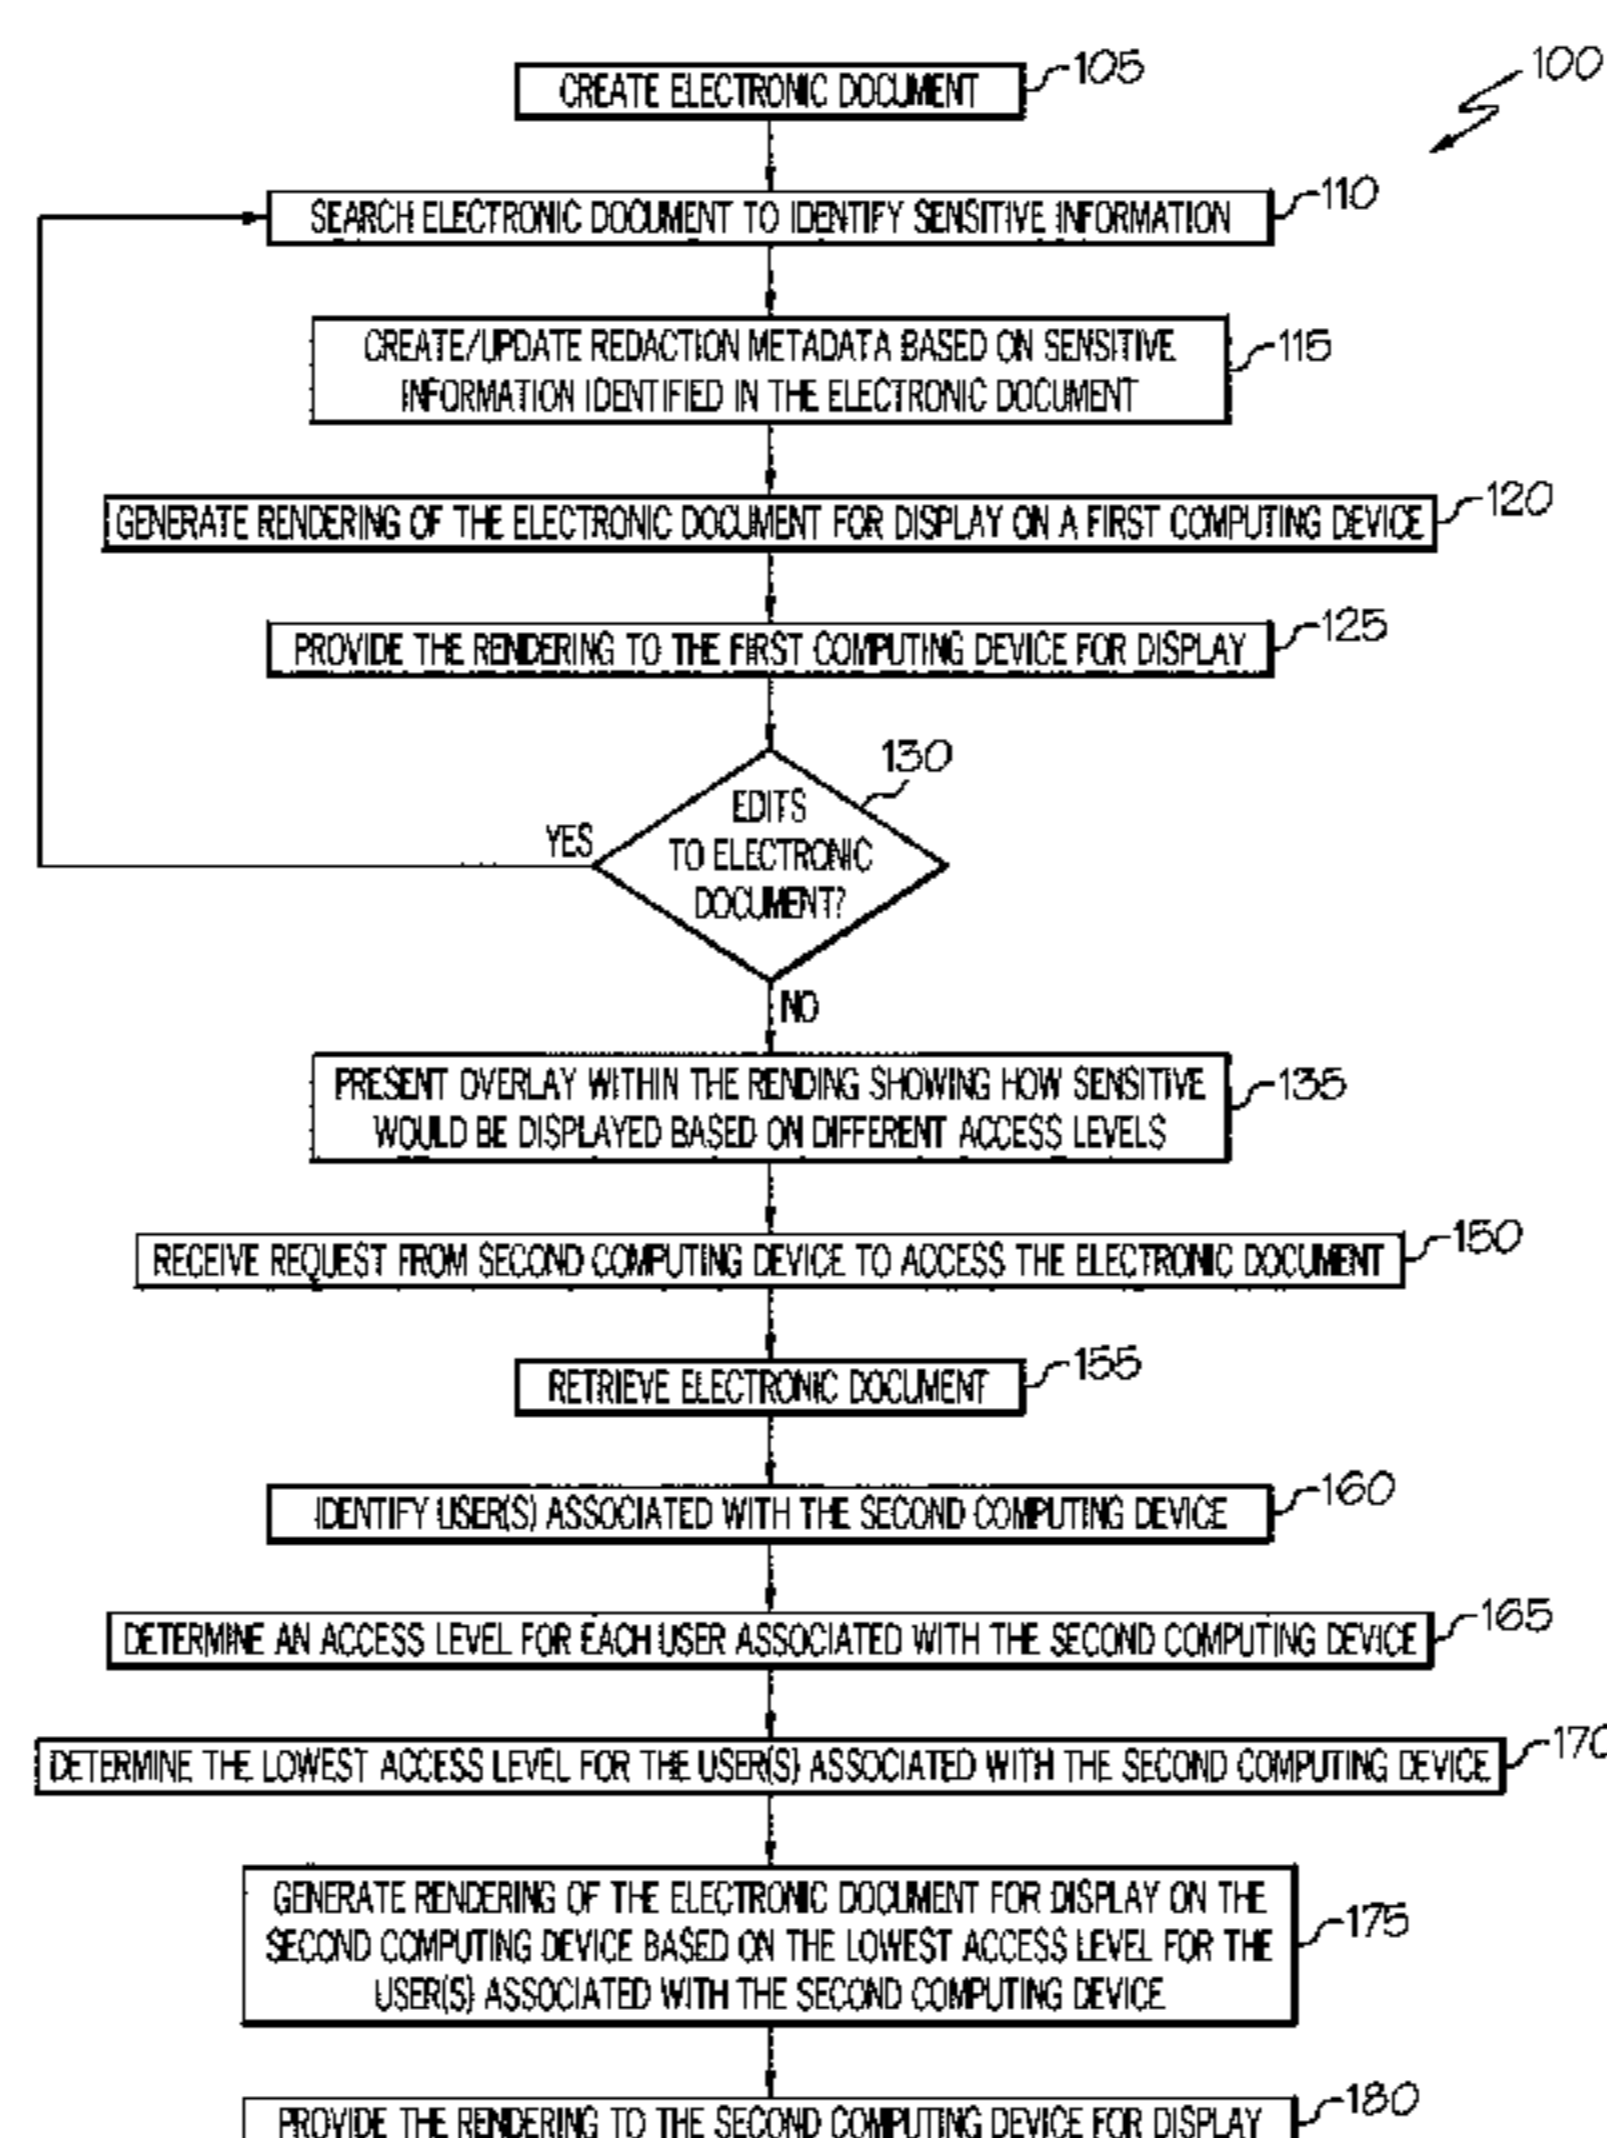 100
CREATE ELECTRONIC DOCUMENT
105
SEARCH ELECTRONIC DOCUMENT TO IDENTIFY SENSITIVE INFORMATION
110
CREATE/UPDATE REDACTION METADATA BASED ON SENSITIVE
INFORMATION IDENTIFIED IN THE ELECTRONIC DOCUMENT
115
GENERATE RENDERING OF THE ELECTRONIC DOCUMENT FOR DISPLAY ON A FIRST COMPUTING DEVICE
120
PROVIDE THE RENDERING TO THE FIRST COMPUTING DEVICE FOR DISPLAY
125
130
EDITS
TO ELECTRONIC
DOCUMENT?
YES
NO
PRESENT OVERLAY WITHIN THE RENDING SHOWING HOW SENSITIVE
WOULD BE DISPLAYED BASED ON DIFFERENT ACCESS LEVELS
135
RECEIVE REQUEST FROM SECOND COMPUTING DEVICE TO ACCESS THE ELECTRONIC DOCUMENT
150
RETRIEVE ELECTRONIC DOCUMENT
155
IDENTIFY USER(S) ASSOCIATED WITH THE SECOND COMPUTING DEVICE
160
DETERMINE AN ACCESS LEVEL FOR EACH USER ASSOCIATED WITH THE SECOND COMPUTING DEVICE
165
DETERMINE THE LOWEST ACCESS LEVEL FOR THE USER(S) ASSOCIATED WITH THE SECOND COMPUTING DEVICE
170
GENERATE RENDERING OF THE ELECTRONIC DOCUMENT FOR DISPLAY ON THE
SECOND COMPUTING DEVICE BASED ON THE LOWEST ACCESS LEVEL FOR THE
USER(S) ASSOCIATED WITH THE SECOND COMPUTING DEVICE
175
PROVIDE THE RENDERING TO THE SECOND COMPUTING DEVICE FOR DISPLAY
180